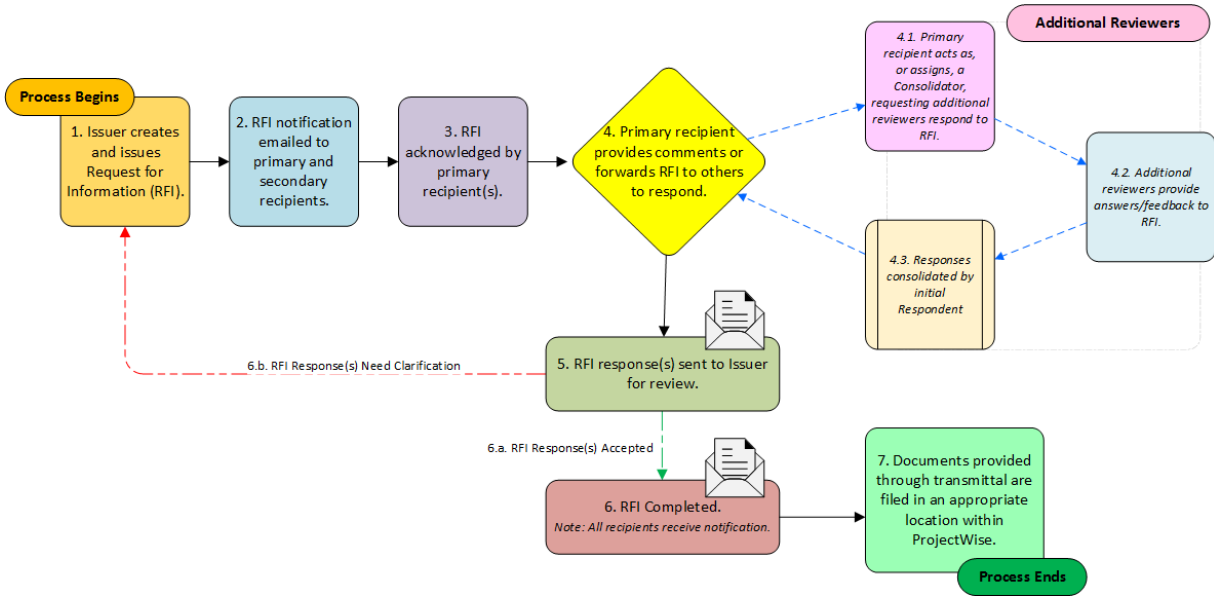 Process Begins
1. Issuer creates
and issues
Request for
Information (RFI).
2. RFI notification
emailed to
primary and
secondary
recipients.
3. RFI
acknowledged by
primary
recipient(s).
4. Primary recipient
provides comments or
forwards RFI to others
to respond.
Additional Reviewers
4.1. Primary
recipient acts as,
or assigns, a
Consolidator,
requesting additional
reviewers respond to
RFI.
4.2. Additional
reviewers provide
answers/feedback to
RFI.
4.3. Responses
consolidated by
initial
Respondent
5. RFI response(s) sent to Issuer
for review.
6.b. RFI Response(s) Need Clarification
6.a. RFI Response(s) Accepted
6. RFI Completed.
Note: All recipients receive notification.
7. Documents provided
through transmittal are
filed in an appropriate
location within
ProjectWise.
Process Ends